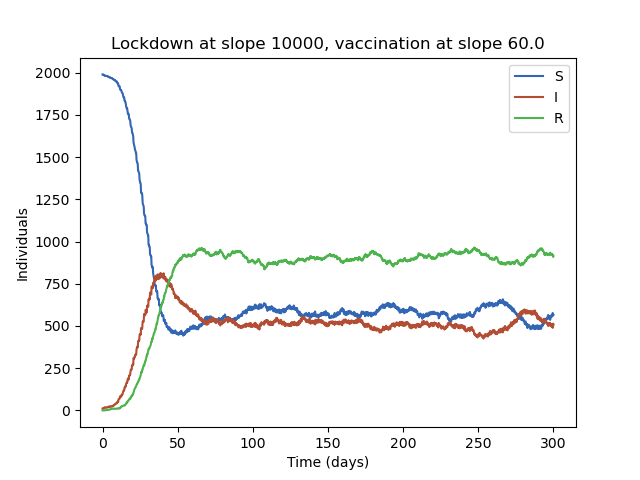 Lockdown at slope 10000, vaccination at slope 60.0
S
I
R
Individuals
2000
1750
1500
1250
1000
750
500
250
0
0 50 100 150 200 250 300
Time (days)